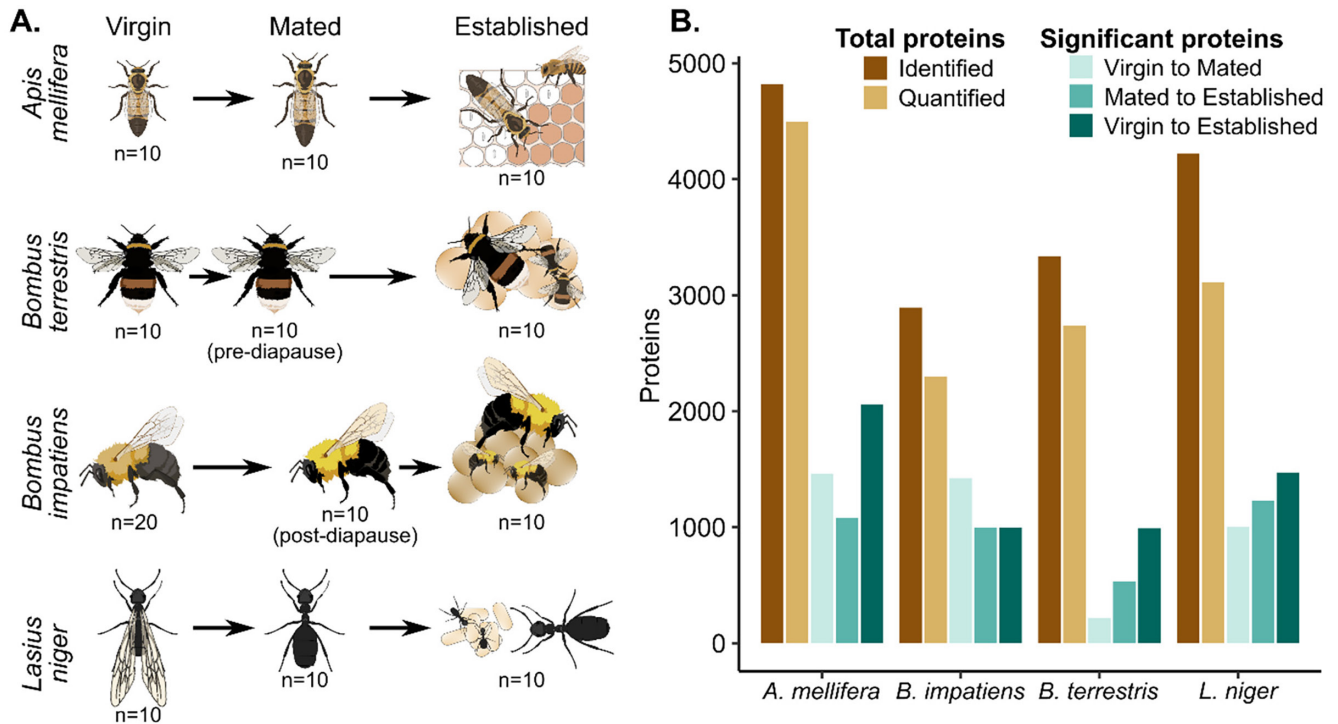 A.
Virgin
Mated
Established
Apis
mellifera
n=10
n=10
n=10
Bombus
terrestris
n=10
n=10
(pre-diapause)
n=10
Bombus
impatiens
n=20
n=10
(post-diapause)
n=10
Lasius
niger
n=10
n=10
n=10
B.
Total proteins
Identified
Quantified
Significant proteins
Virgin to Mated
Mated to Established
Virgin to Established
Proteins
5000
4000
3000
2000
1000
0
A. mellifera
B. impatiens
B. terrestris
L. niger